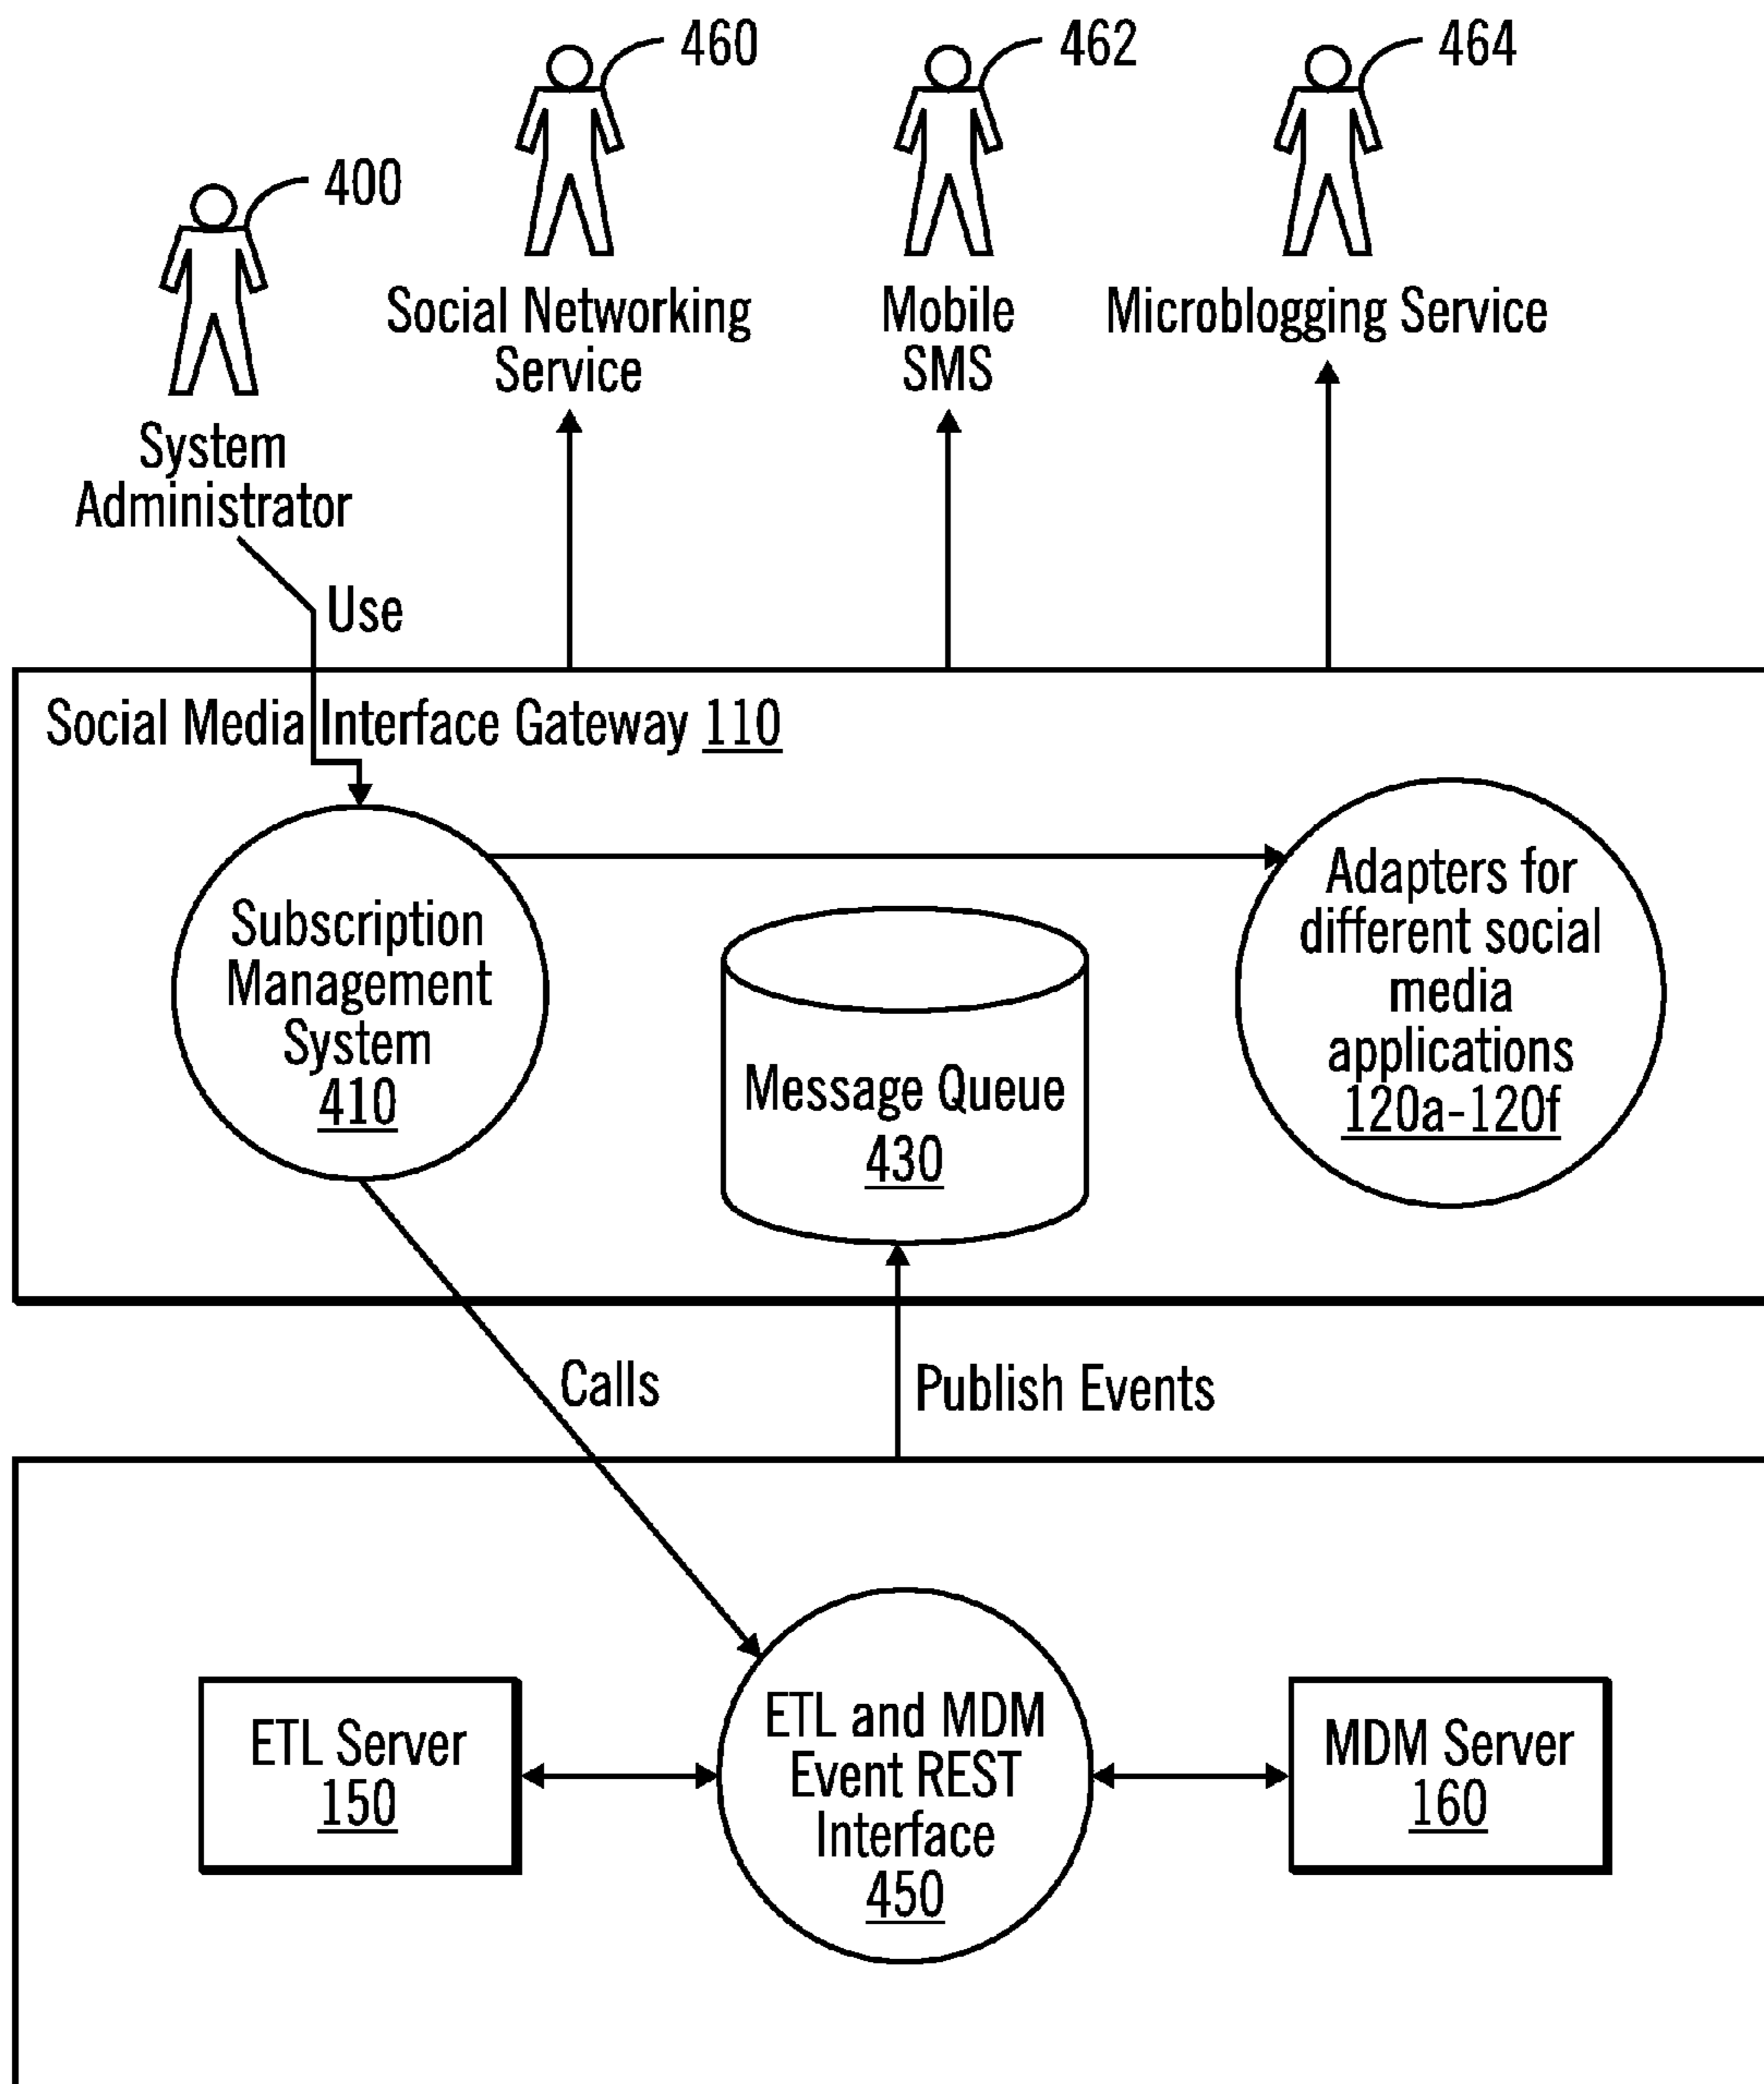 460
462
464
400
Social Networking
Service
Mobile
SMS
Microblogging Service
System
Administrator
Use
Social Media Interface Gateway 110
Subscription
Management
System
410
Message Queue
430
Adapters for
different social
media
applications
120a-120f
Calls
Publish Events
ETL Server
150
ETL and MDM
Event REST
Interface
450
MDM Server
160